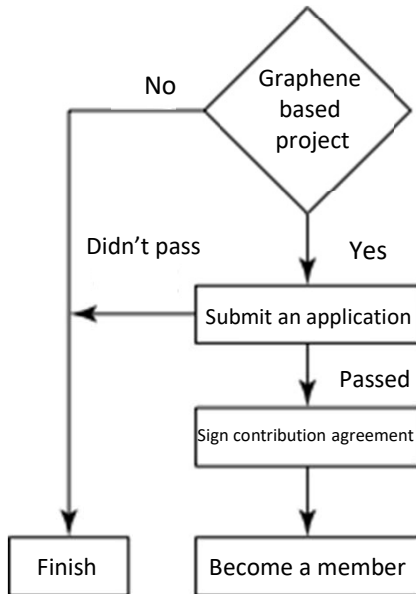 Graphene
based
project
No
Yes
Didn't pass
Submit an application
Passed
Sign contribution agreement
Finish
Become a member